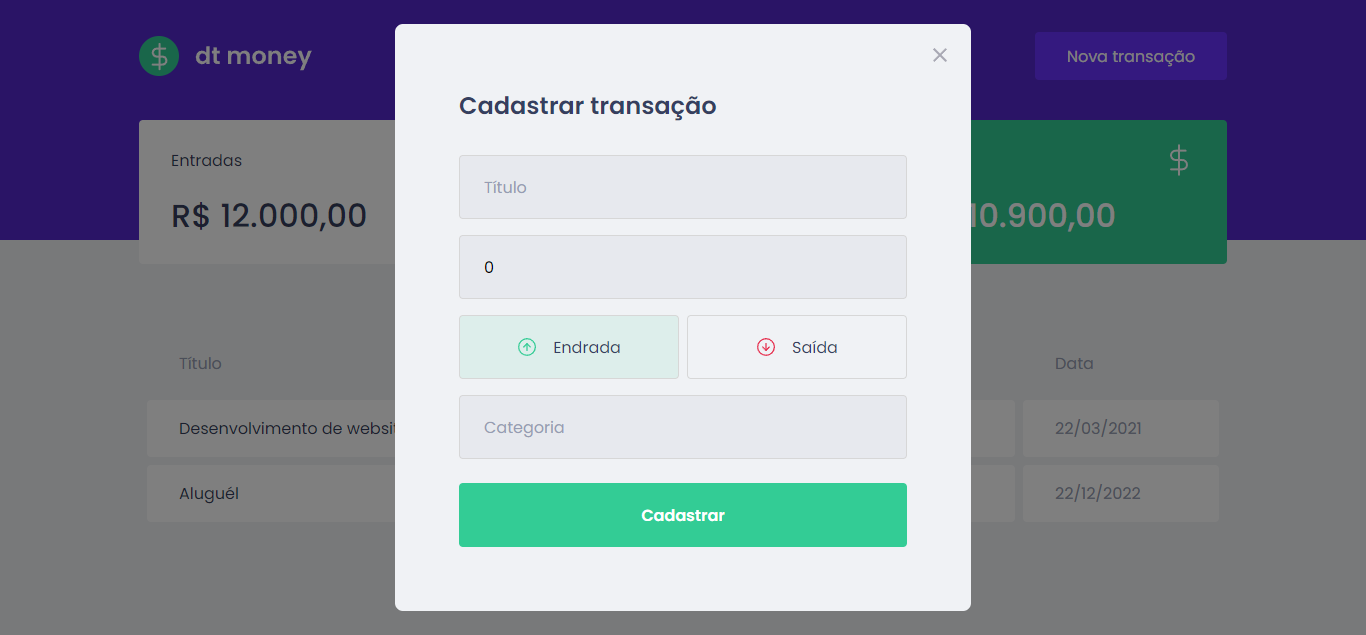 dt money
Nova transação
Cadastrar transação
Entradas
R$ 12.000,00
10.900,00
Título
0
Endrada
Saída
Categoria
Cadastrar
Título
Data
Desenvolvimento de websit
22/03/2021
Aluguél
22/12/2022